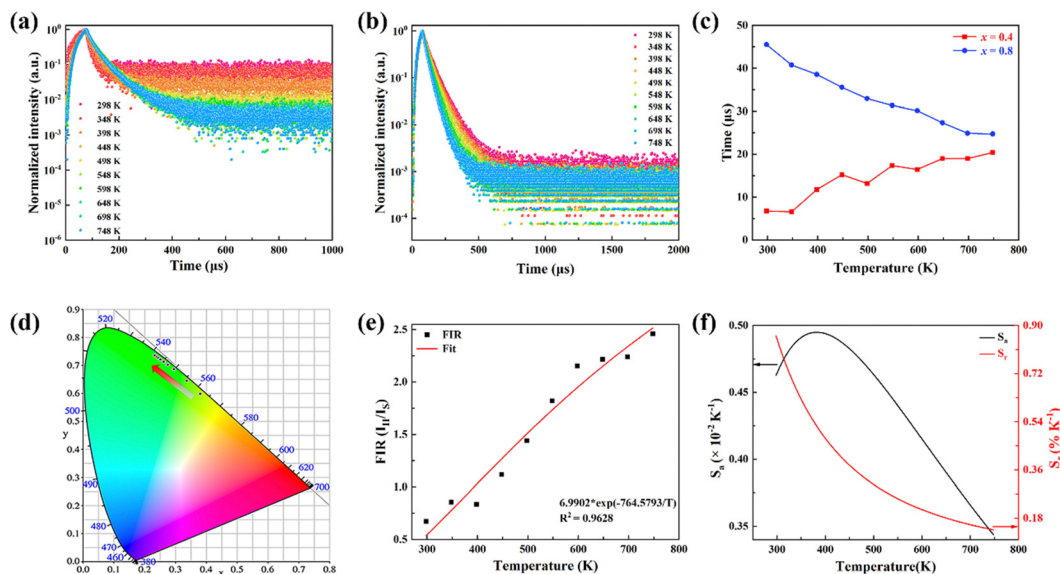 (a)
10⁰
10⁻¹
10⁻²
10⁻³
10⁻⁴
10⁻⁵
10⁻⁶
Normalized intensity (a.u.)
298 K
348 K
398 K
448 K
498 K
548 K
598 K
648 K
698 K
748 K
0 200 400 600 800 1000
Time (µs)
(b)
10⁰
10⁻¹
10⁻²
10⁻³
10⁻⁴
Normalized intensity (a.u.)
298 K
348 K
398 K
448 K
498 K
548 K
598 K
648 K
698 K
748 K
0 500 1000 1500 2000
Time (µs)
(c)
50
40
30
20
10
0
Time (µs)
x = 0.4
x = 0.8
300 400 500 600 700 800
Temperature (K)
(d)
0.9
0.8
0.7
0.6
0.5
y
0.4
0.3
0.2
0.1
0.0
520
540
560
500
580
600
620
490
700
480
470
460
380
0.0 0.1 0.2 0.3 0.4 0.5 0.6 0.7 0.8
x
(e)
2.5
2.0
1.5
1.0
0.5
FIR (I_H/I_S)
FIR
Fit
6.9902*exp(-764.5793/T)
R² = 0.9628
300 400 500 600 700 800
Temperature (K)
(f)
0.50
0.45
0.40
0.35
Sₐ (× 10⁻² K⁻¹)
Sₐ
Sᵣ
0.90
0.72
0.54
0.36
0.18
Sᵣ (% K⁻¹)
300 400 500 600 700 800
Temperature(K)